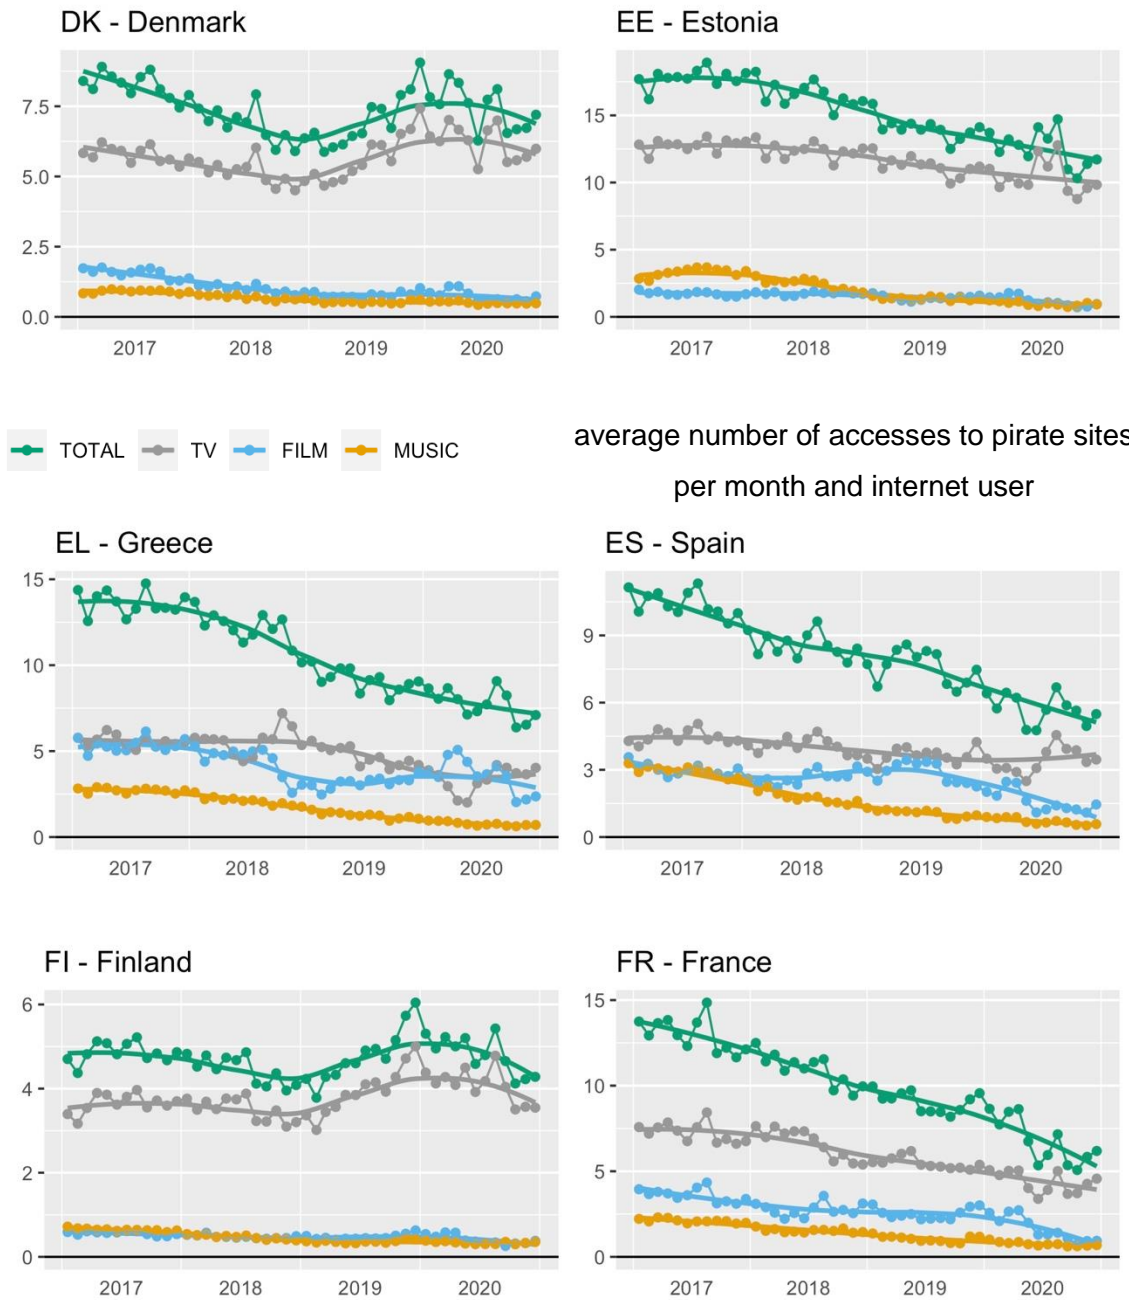 DK - Denmark
7.5
5.0
2.5
0.0
2017 2018 2019 2020
EE - Estonia
15
10
5
0
2017 2018 2019 2020
TOTAL TV FILM MUSIC
average number of accesses to pirate sites
per month and internet user
EL - Greece
15
10
5
0
2017 2018 2019 2020
ES - Spain
9
6
3
0
2017 2018 2019 2020
FI - Finland
6
4
2
0
2017 2018 2019 2020
FR - France
15
10
5
0
2017 2018 2019 2020